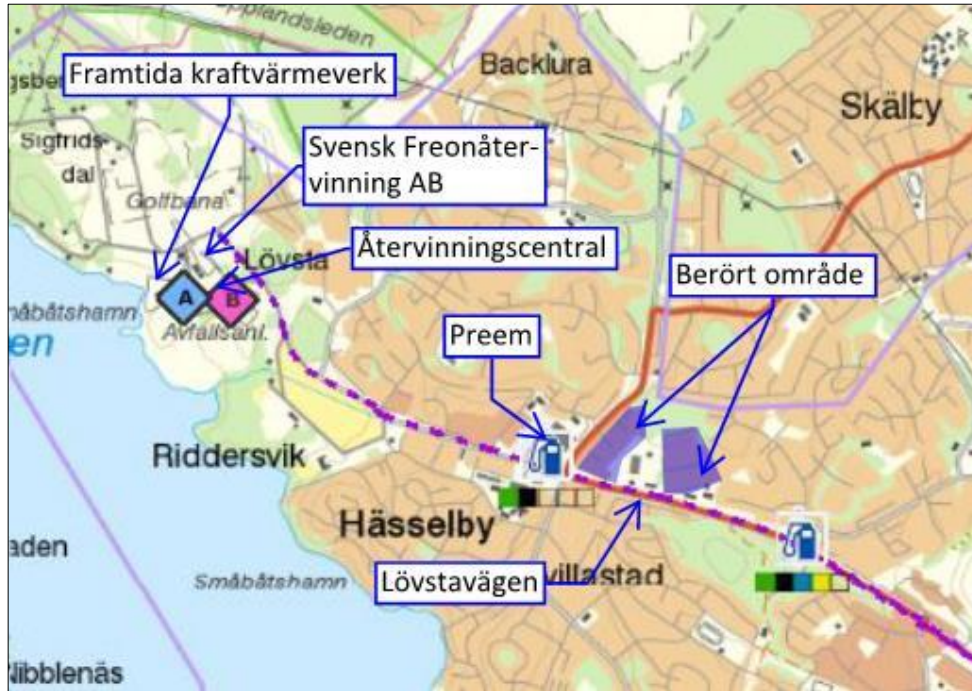 Upplandsleden
Framtida kraftvärmeverk
Backlura
Skälby
Sigfrids-
dal
Svensk Freonåter-
vinning AB
Golfbana
Återvinningscentral
Lövsta
Berört område
A
B
Småbåtshamn
Avfallsanl.
Preem
Riddersvik
Hässelby
villastad
Lövstavägen
Småbåtshamn